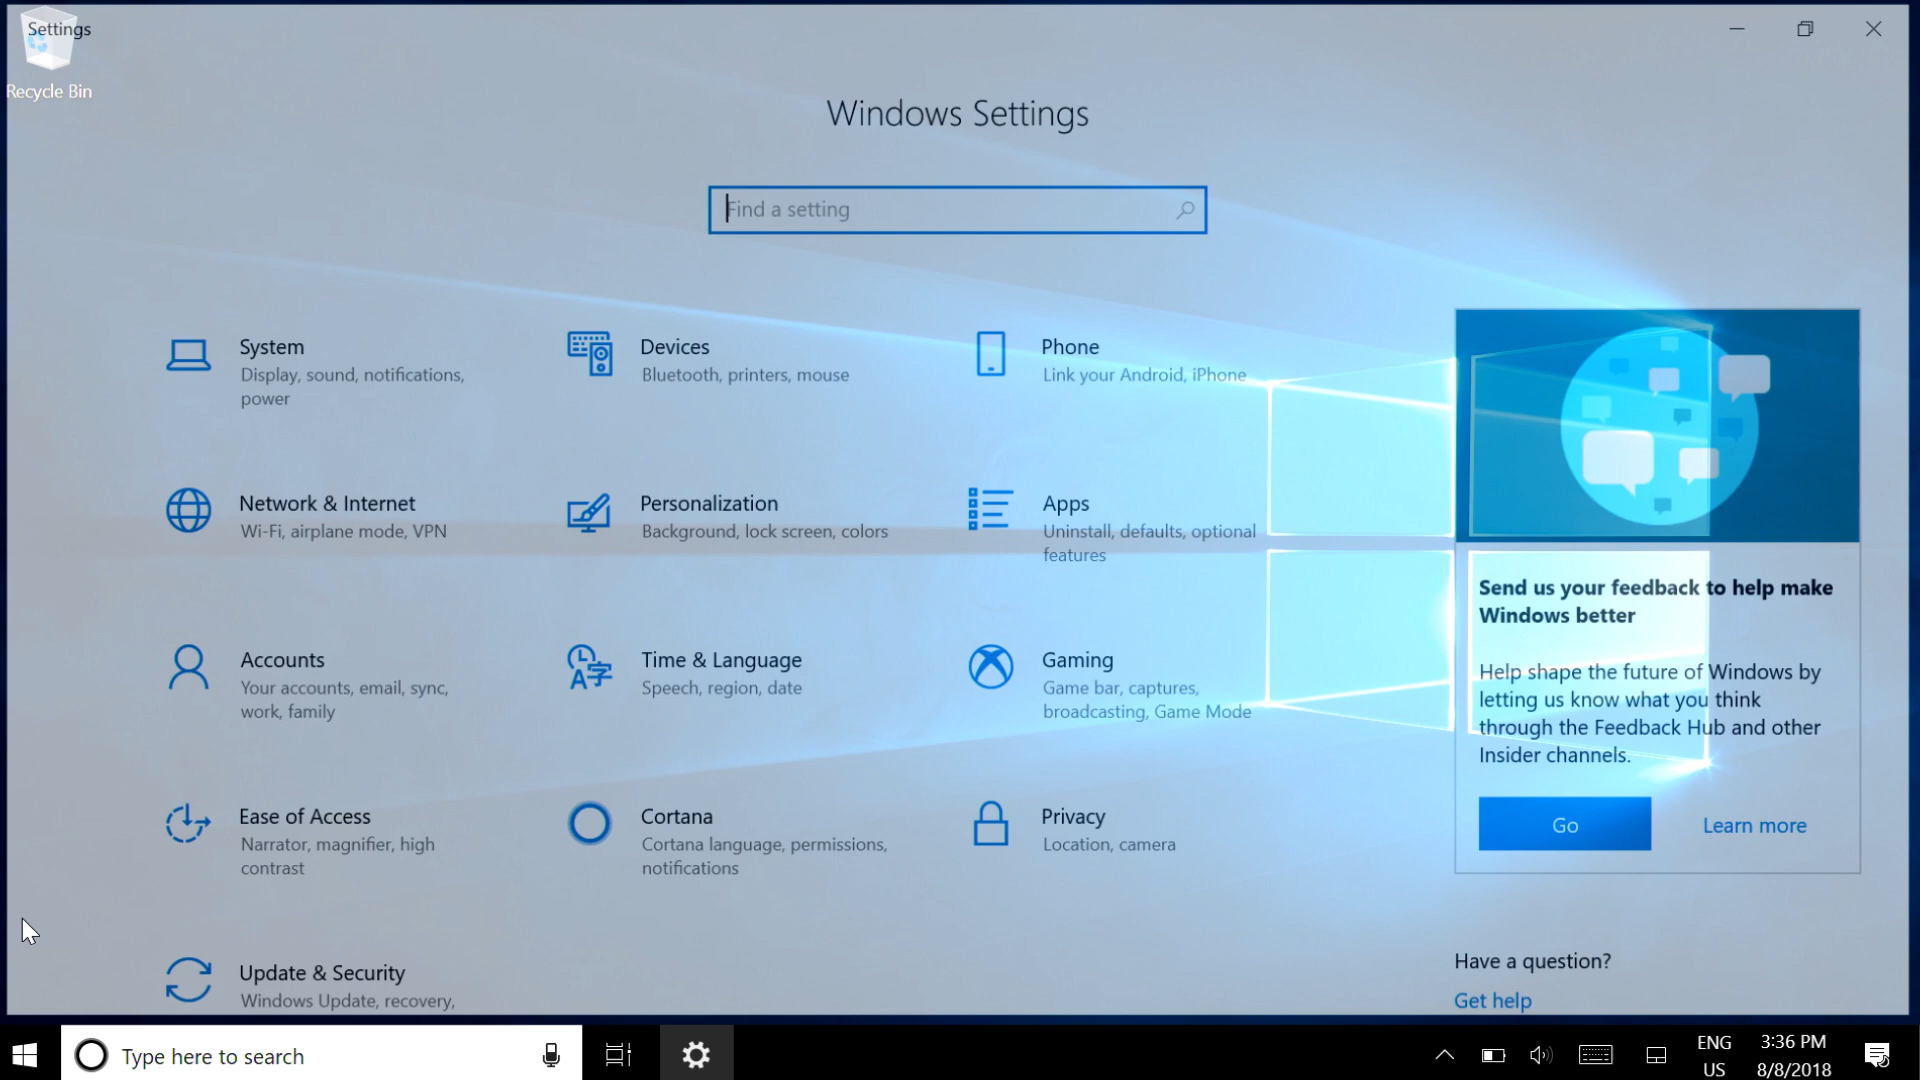 Settings
Recycle Bin
Windows Settings
Find a setting
System
Display, sound, notifications,
power
Devices
Bluetooth, printers, mouse
Phone
Link your Android, iPhone
Network & Internet
Wi-Fi, airplane mode, VPN
Personalization
Background, lock screen, colors
Apps
Uninstall, defaults, optional
features
Accounts
Your accounts, email, sync,
work, family
Time & Language
Speech, region, date
Gaming
Game bar, captures,
broadcasting, Game Mode
Ease of Access
Narrator, magnifier, high
contrast
Cortana
Cortana language, permissions,
notifications
Privacy
Location, camera
Update & Security
Windows Update, recovery,
Send us your feedback to help make
Windows better
Help shape the future of Windows by
letting us know what you think
through the Feedback Hub and other
Insider channels.
Go
Learn more
Have a question?
Get help
Type here to search
ENG
US
3:36 PM
8/8/2018